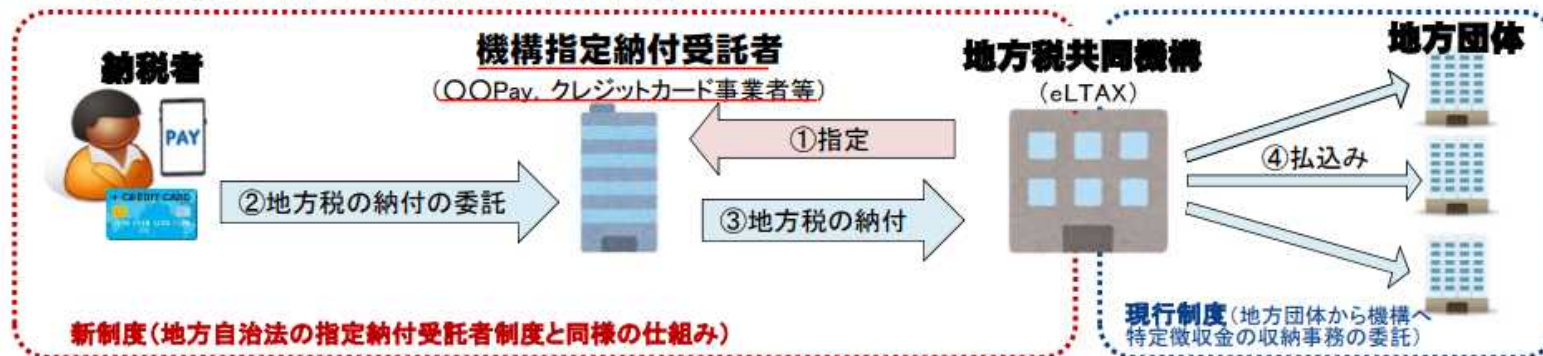 納税者
PAY
CREDIT CARD
機構指定納付受託者
（〇〇Pay，クレジットカード事業者等）
地方税共同機構
（eLTAX）
地方団体
①指定
②地方税の納付の委託
③地方税の納付
④払込み
新制度（地方自治法の指定納付受託者制度と同様の仕組み）
現行制度（地方団体から機構へ
特定徴収金の収納事務の委託）